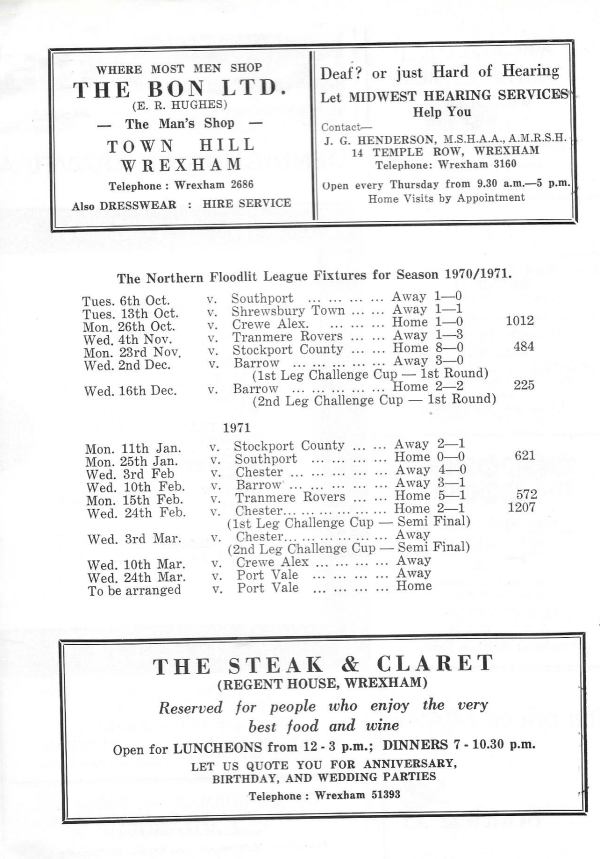 WHERE MOST MEN SHOP
THE BON LTD.
(E. R. HUGHES)
— The Man's Shop —
TOWN HILL
WREXHAM
Telephone : Wrexham 2686
Also DRESSWEAR : HIRE SERVICE
Deaf? or just Hard of Hearing
Let MIDWEST HEARING SERVICES
Help You
Contact—
J. G. HENDERSON, M.S.H.A.A., A.M.R.S.H.
14 TEMPLE ROW, WREXHAM
Telephone: Wrexham 3160
Open every Thursday from 9.30 a.m.—5 p.m.
Home Visits by Appointment
The Northern Floodlit League Fixtures for Season 1970/1971.
Tues. 6th Oct. v. Southport ... ... ... ... Away 1—0
Tues. 13th Oct. v. Shrewsbury Town ... ... Away 1—1
Mon. 26th Oct. v. Crewe Alex. ... ... ... Home 1—0 1012
Wed. 4th Nov. v. Tranmere Rovers ... ... Away 1—3
Mon. 23rd Nov. v. Stockport County ... ... Home 8—0 484
Wed. 2nd Dec. v. Barrow ... ... ... ... ... Away 3—0
(1st Leg Challenge Cup — 1st Round)
Wed. 16th Dec. v. Barrow ... ... ... ... ... Home 2—2 225
(2nd Leg Challenge Cup — 1st Round)
1971
Mon. 11th Jan. v. Stockport County ... ... Away 2—1
Mon. 25th Jan. v. Southport ... ... ... ... Home 0—0 621
Wed. 3rd Feb v. Chester ... ... ... ... ... Away 4—0
Wed. 10th Feb. v. Barrow ... ... ... ... ... Away 3—1
Mon. 15th Feb. v. Tranmere Rovers ... ... Home 5—1 572
Wed. 24th Feb. v. Chester... ... ... ... ... Home 2—1 1207
(1st Leg Challenge Cup — Semi Final)
Wed. 3rd Mar. v. Chester... ... ... ... ... Away
(2nd Leg Challenge Cup — Semi Final)
Wed. 10th Mar. v. Crewe Alex ... ... ... ... Away
Wed. 24th Mar. v. Port Vale ... ... ... ... Away
To be arranged v. Port Vale ... ... ... ... Home
THE STEAK & CLARET
(REGENT HOUSE, WREXHAM)
Reserved for people who enjoy the very
best food and wine
Open for LUNCHEONS from 12 - 3 p.m.; DINNERS 7 - 10.30 p.m.
LET US QUOTE YOU FOR ANNIVERSARY,
BIRTHDAY, AND WEDDING PARTIES
Telephone : Wrexham 51393